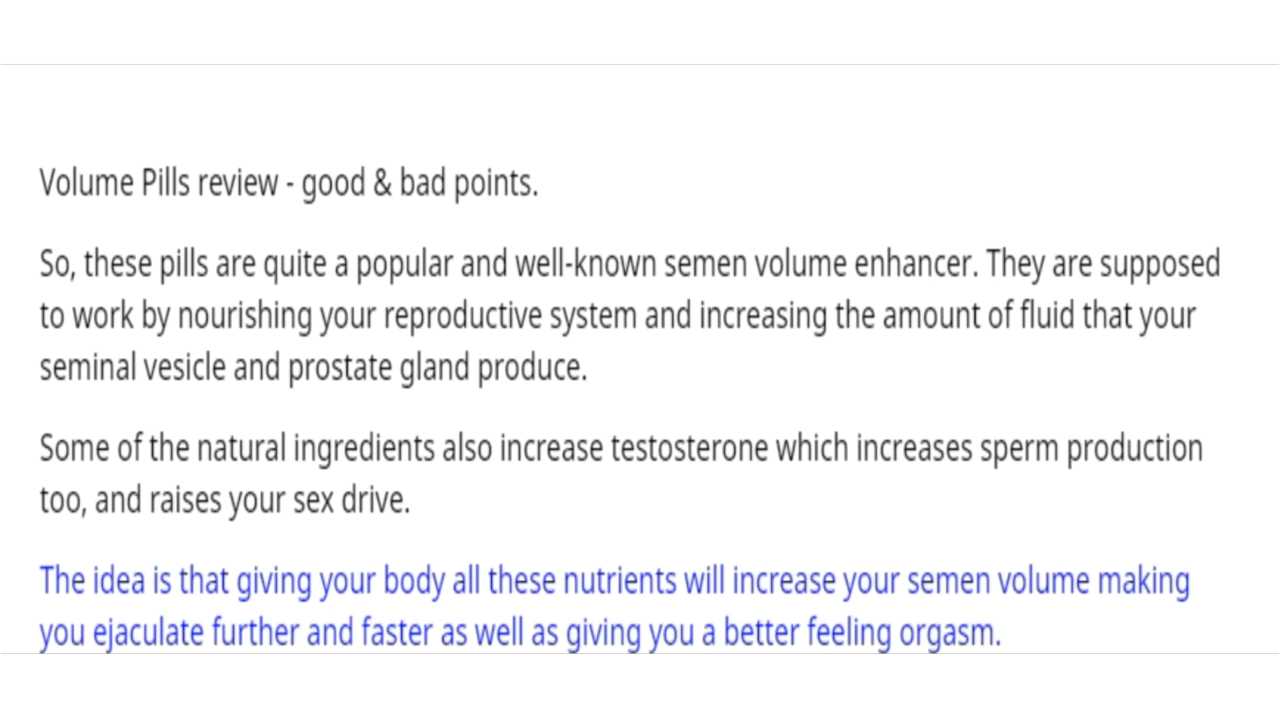 Volume Pills review - good & bad points.
So, these pills are quite a popular and well-known semen volume enhancer. They are supposed
to work by nourishing your reproductive system and increasing the amount of fluid that your
seminal vesicle and prostate gland produce.
Some of the natural ingredients also increase testosterone which increases sperm production
too, and raises your sex drive.
The idea is that giving your body all these nutrients will increase your semen volume making
you ejaculate further and faster as well as giving you a better feeling orgasm.